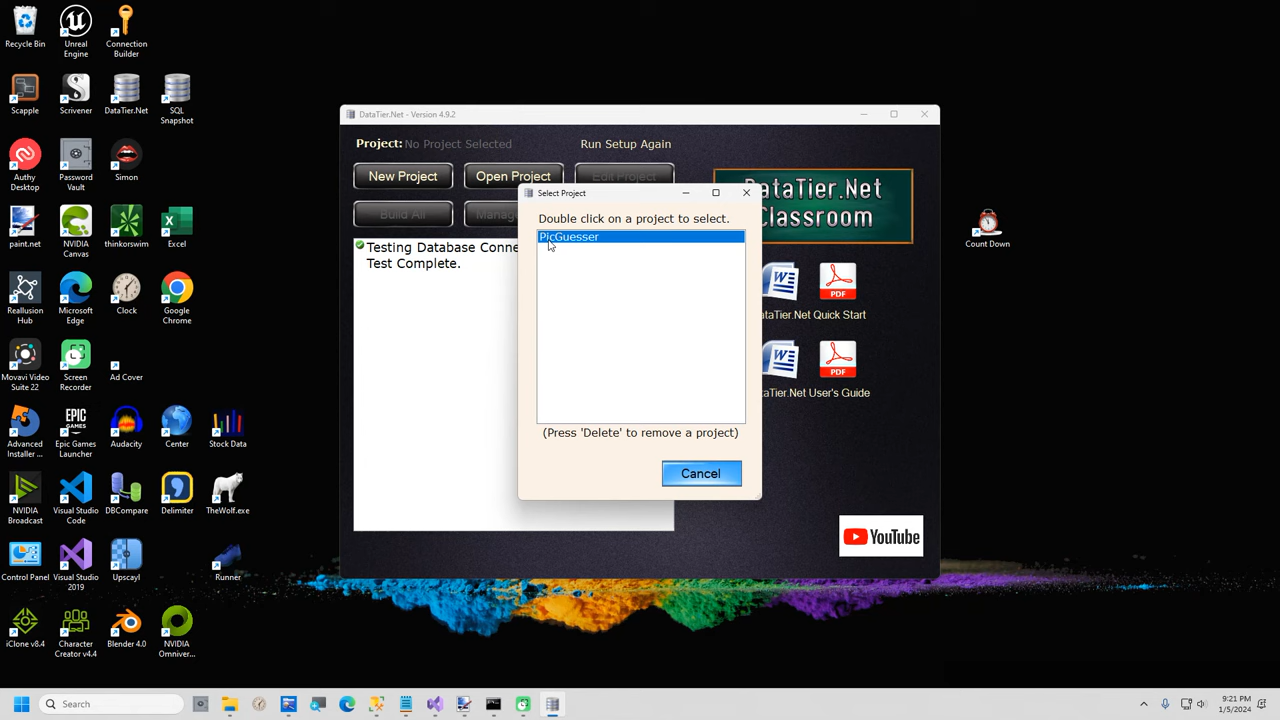 Recycle Bin
Unreal Engine
Connection Builder
Scapple
Scrivener
DataTier.Net
SQL Snapshot
Authy Desktop
Password Vault
Simon
paint.net
NVIDIA Canvas
thinkorswim
Excel
Reallusion Hub
Microsoft Edge
Clock
Google Chrome
Movavi Video Suite 22
Screen Recorder
Ad Cover
Advanced Installer ...
EPIC GAMES
Epic Games Launcher
Audacity
Center
Stock Data
NVIDIA Broadcast
Visual Studio Code
DBCompare
Delimiter
TheWolf.exe
Control Panel
Visual Studio 2019
Upscayl
Runner
iClone v8.4
Character Creator v4.4
Blender 4.0
NVIDIA Omniver...
Count Down
DataTier.Net - Version 4.9.2
Project: No Project Selected
Run Setup Again
New Project
Open Project
Edit Project
Build All
Manage
Testing Database Conne
Test Complete.
DataTier.Net
Classroom
PDF
DataTier.Net Quick Start
PDF
DataTier.Net User's Guide
YouTube
Select Project
Double click on a project to select.
PicGuesser
(Press 'Delete' to remove a project)
Cancel
Search
9:21 PM
1/5/2024